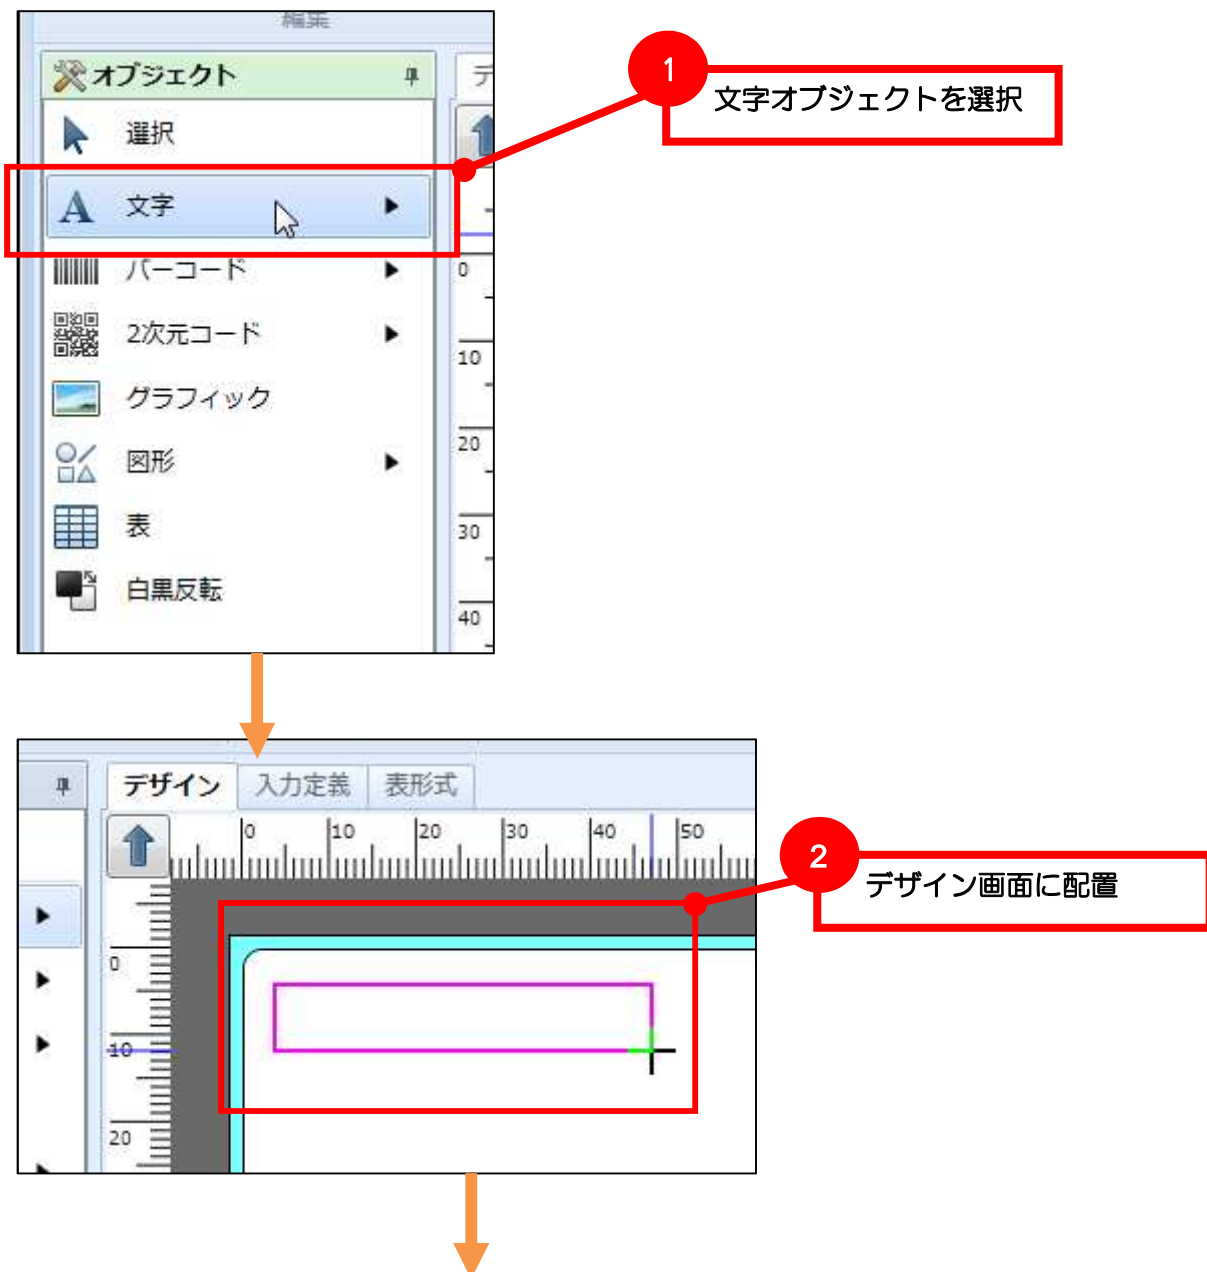 編集
オブジェクト
デ
1
文字オブジェクトを選択
選択
文字
バーコード
0
2次元コード
10
グラフィック
20
図形
表
30
白黒反転
40
デザイン 入力定義 表形式
0 10 20 30 40 50
2
デザイン画面に配置
0
10
20